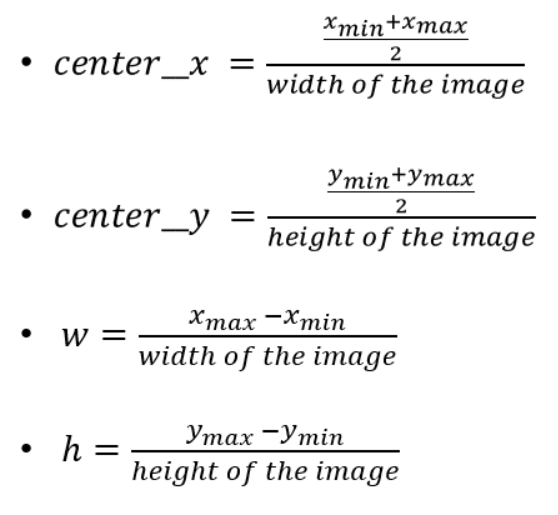 • center_x = ((x_min+x_max)/2)/(width of the image)
• center_y = ((y_min+y_max)/2)/(height of the image)
• w = (x_max −x_min)/(width of the image)
• h = (y_max −y_min)/(height of the image)